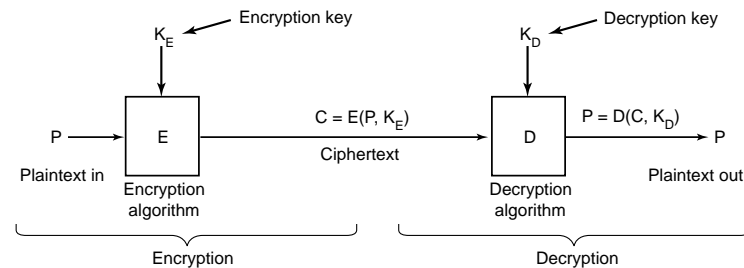 Encryption key
Decryption key
K_E
K_D
C = E(P, K_E)
P = D(C, K_D)
P
E
D
P
Ciphertext
Plaintext in
Encryption
algorithm
Decryption
algorithm
Plaintext out
Encryption
Decryption